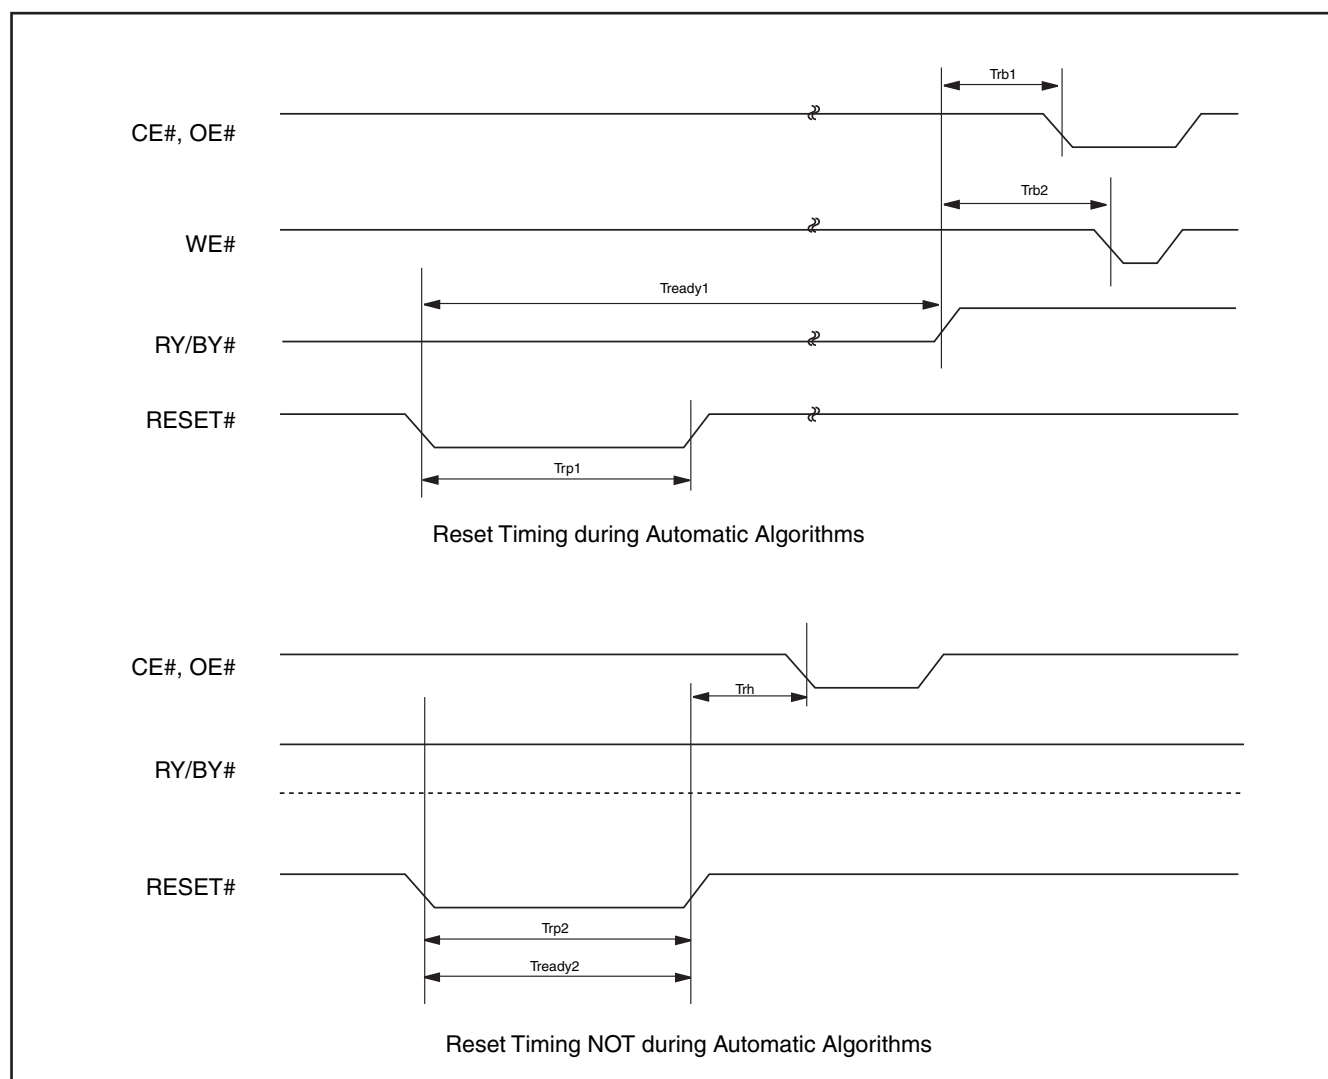 Trb1
CE#, OE#
Trb2
WE#
Tready1
RY/BY#
RESET#
Trp1
Reset Timing during Automatic Algorithms
CE#, OE#
Trh
RY/BY#
RESET#
Trp2
Tready2
Reset Timing NOT during Automatic Algorithms